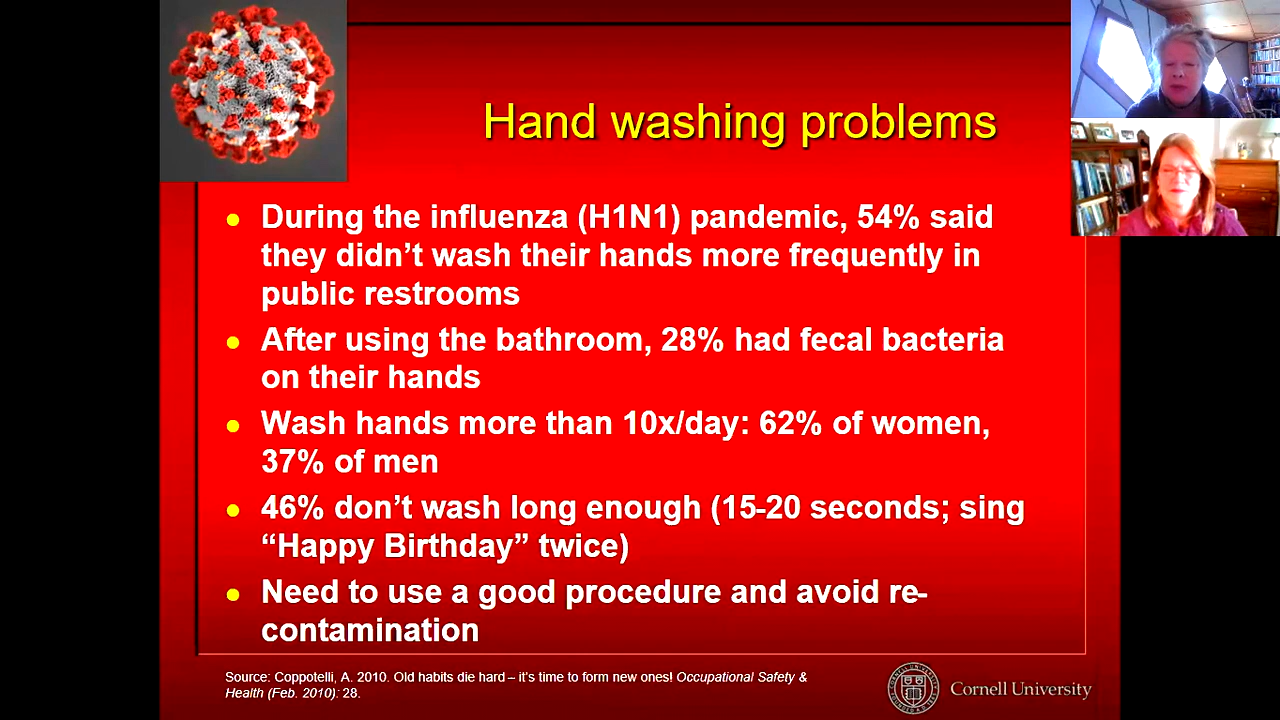 Hand washing problems
During the influenza (H1N1) pandemic, 54% said
they didn’t wash their hands more frequently in
public restrooms
After using the bathroom, 28% had fecal bacteria
on their hands
Wash hands more than 10x/day: 62% of women,
37% of men
46% don’t wash long enough (15-20 seconds; sing
“Happy Birthday” twice)
Need to use a good procedure and avoid re-
contamination
Source: Coppotelli, A. 2010. Old habits die hard – it’s time to form new ones! Occupational Safety &
Health (Feb. 2010): 28.
Cornell University